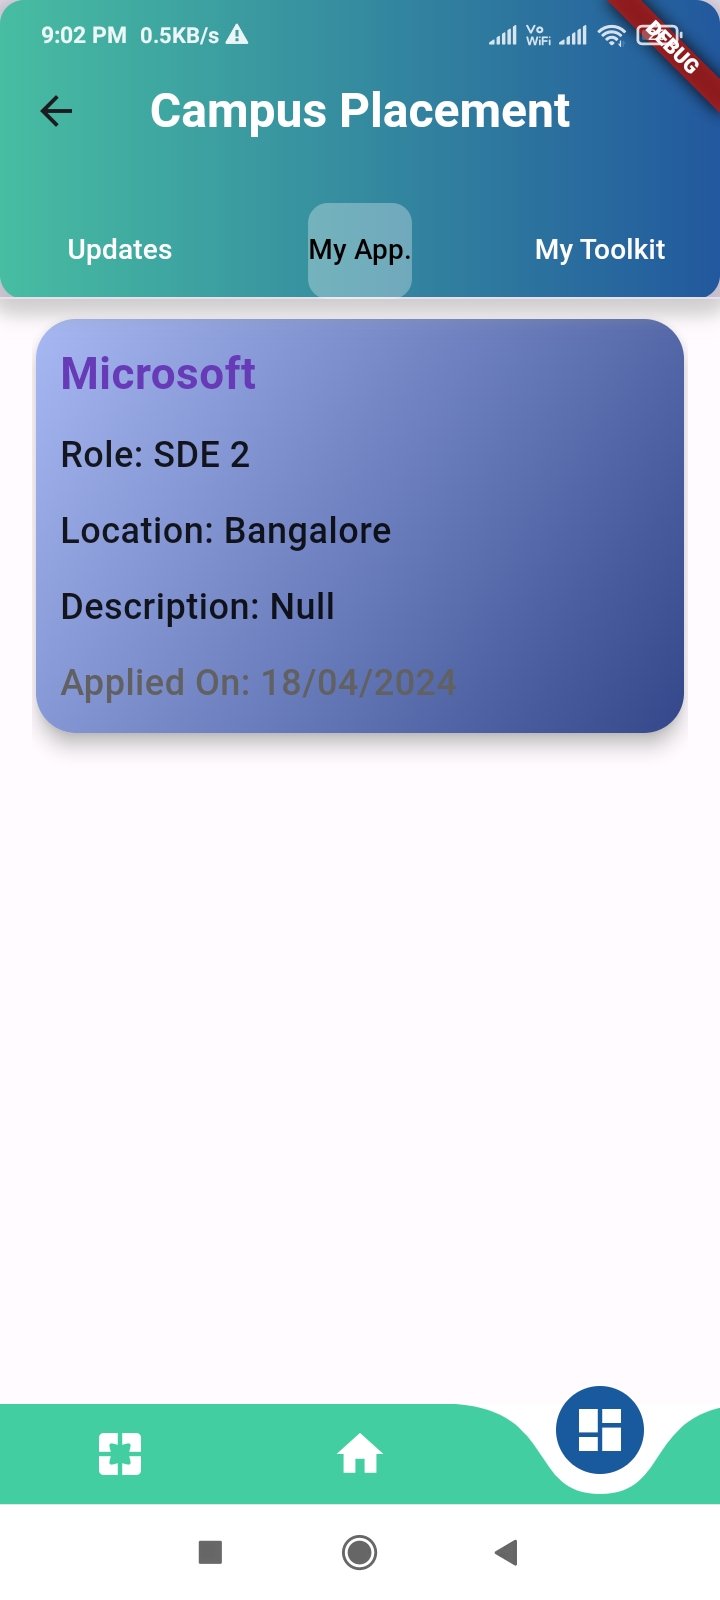 9:02 PM 0.5KB/s
Vo
WiFi
DEBUG
Campus Placement
Updates
My App.
My Toolkit
Microsoft
Role: SDE 2
Location: Bangalore
Description: Null
Applied On: 18/04/2024